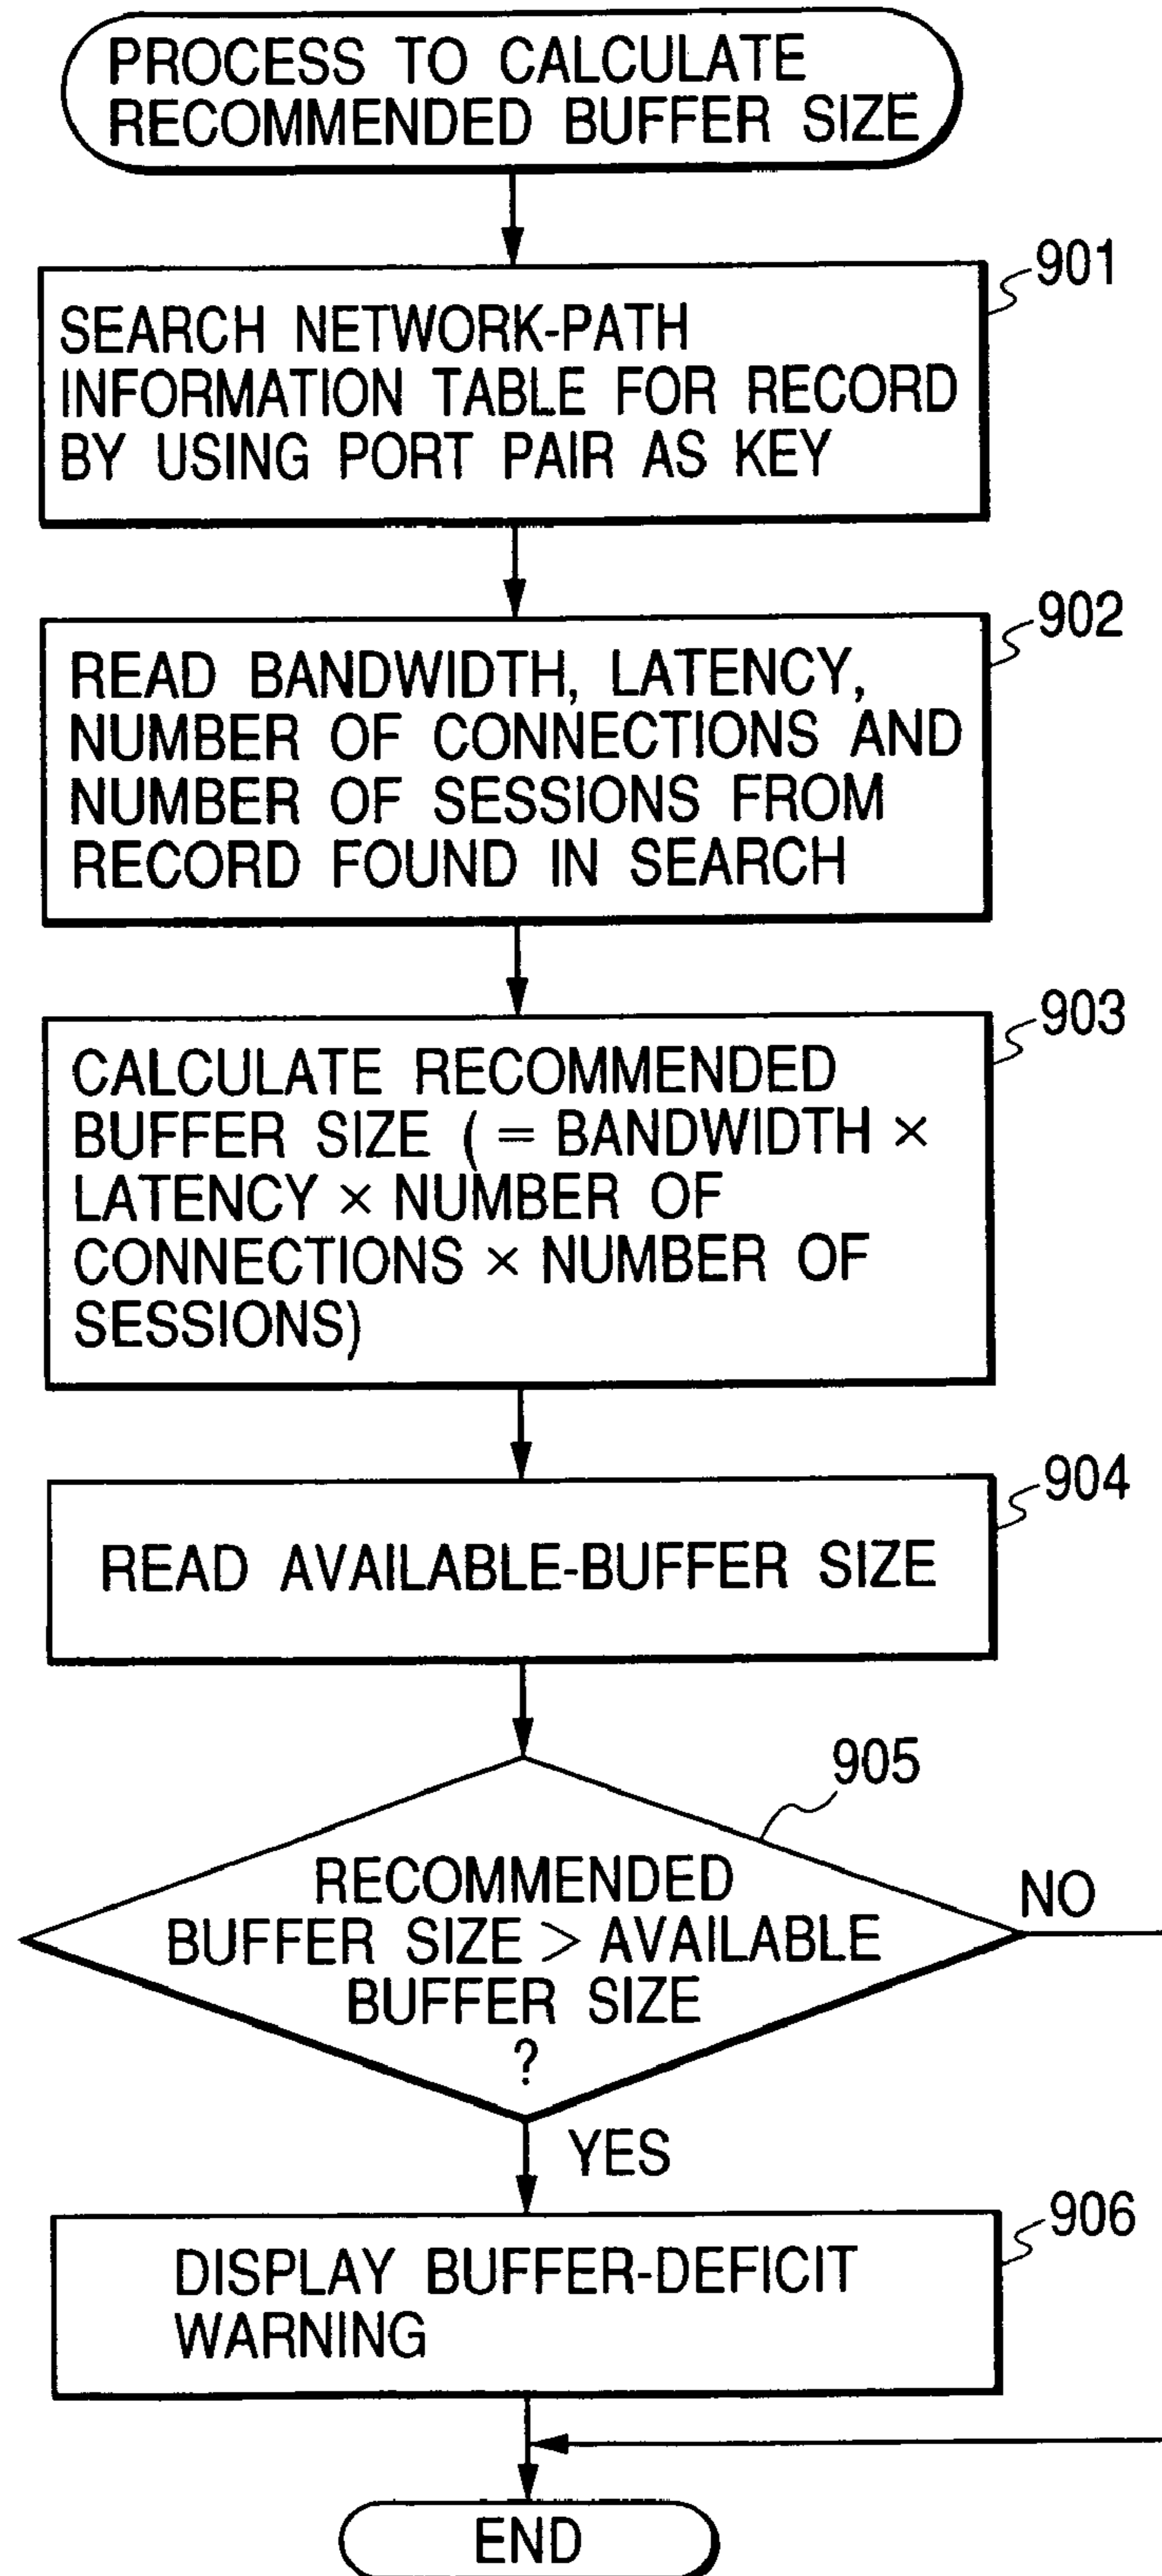 PROCESS TO CALCULATE
RECOMMENDED BUFFER SIZE
901
SEARCH NETWORK-PATH
INFORMATION TABLE FOR RECORD
BY USING PORT PAIR AS KEY
902
READ BANDWIDTH, LATENCY,
NUMBER OF CONNECTIONS AND
NUMBER OF SESSIONS FROM
RECORD FOUND IN SEARCH
903
CALCULATE RECOMMENDED
BUFFER SIZE ( = BANDWIDTH ×
LATENCY × NUMBER OF
CONNECTIONS × NUMBER OF
SESSIONS)
904
READ AVAILABLE-BUFFER SIZE
905
RECOMMENDED
BUFFER SIZE > AVAILABLE
BUFFER SIZE
?
NO
YES
906
DISPLAY BUFFER-DEFICIT
WARNING
END